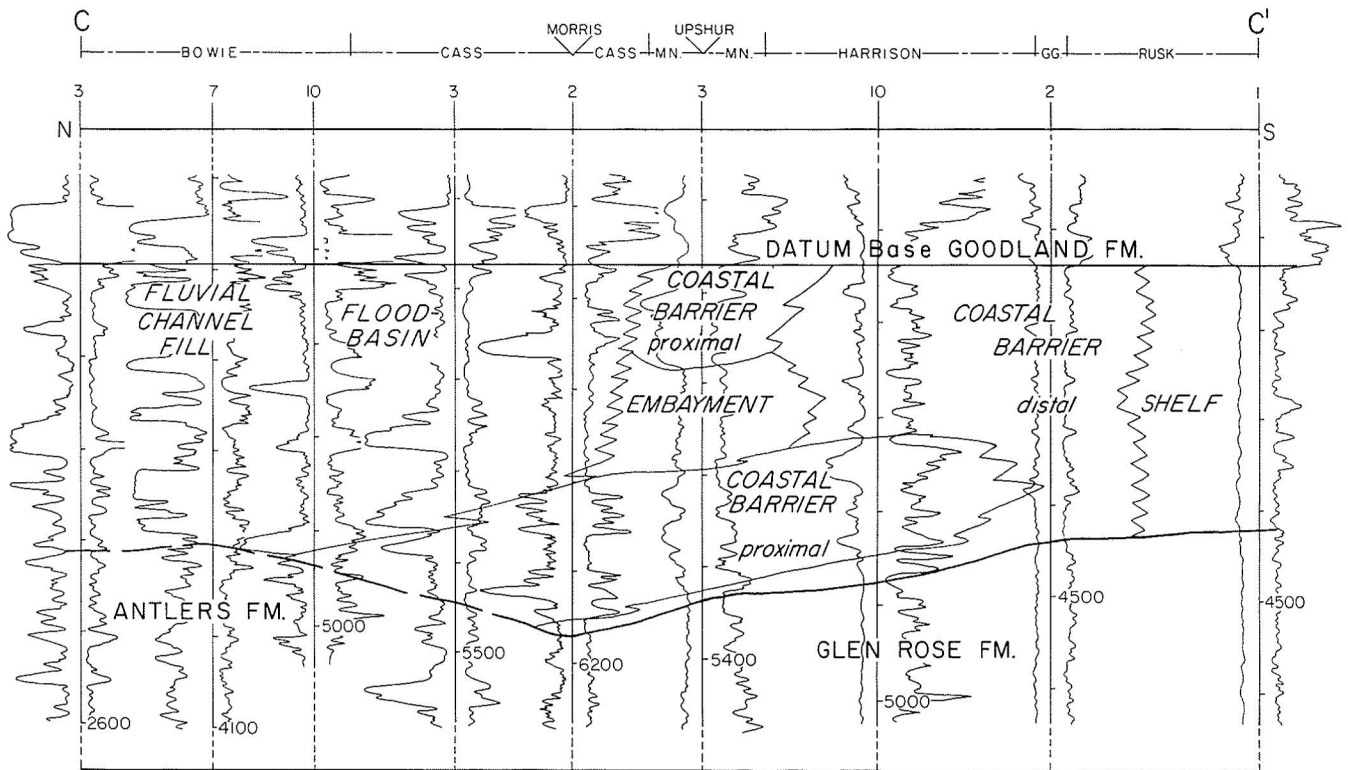 C
C'
MORRIS
UPSHUR
BOWIE
CASS
CASS
MN.
MN.
HARRISON
GG.
RUSK
3
7
10
3
2
3
10
2
1
N
S
DATUM Base GOODLAND FM.
FLUVIAL
CHANNEL
FILL
FLOOD-
BASIN
COASTAL
BARRIER
proximal
COASTAL
BARRIER
distal
EMBAYMENT
SHELF
COASTAL
BARRIER
proximal
ANTLERS FM.
GLEN ROSE FM.
2600
4100
5000
5500
6200
5400
5000
4500
4500